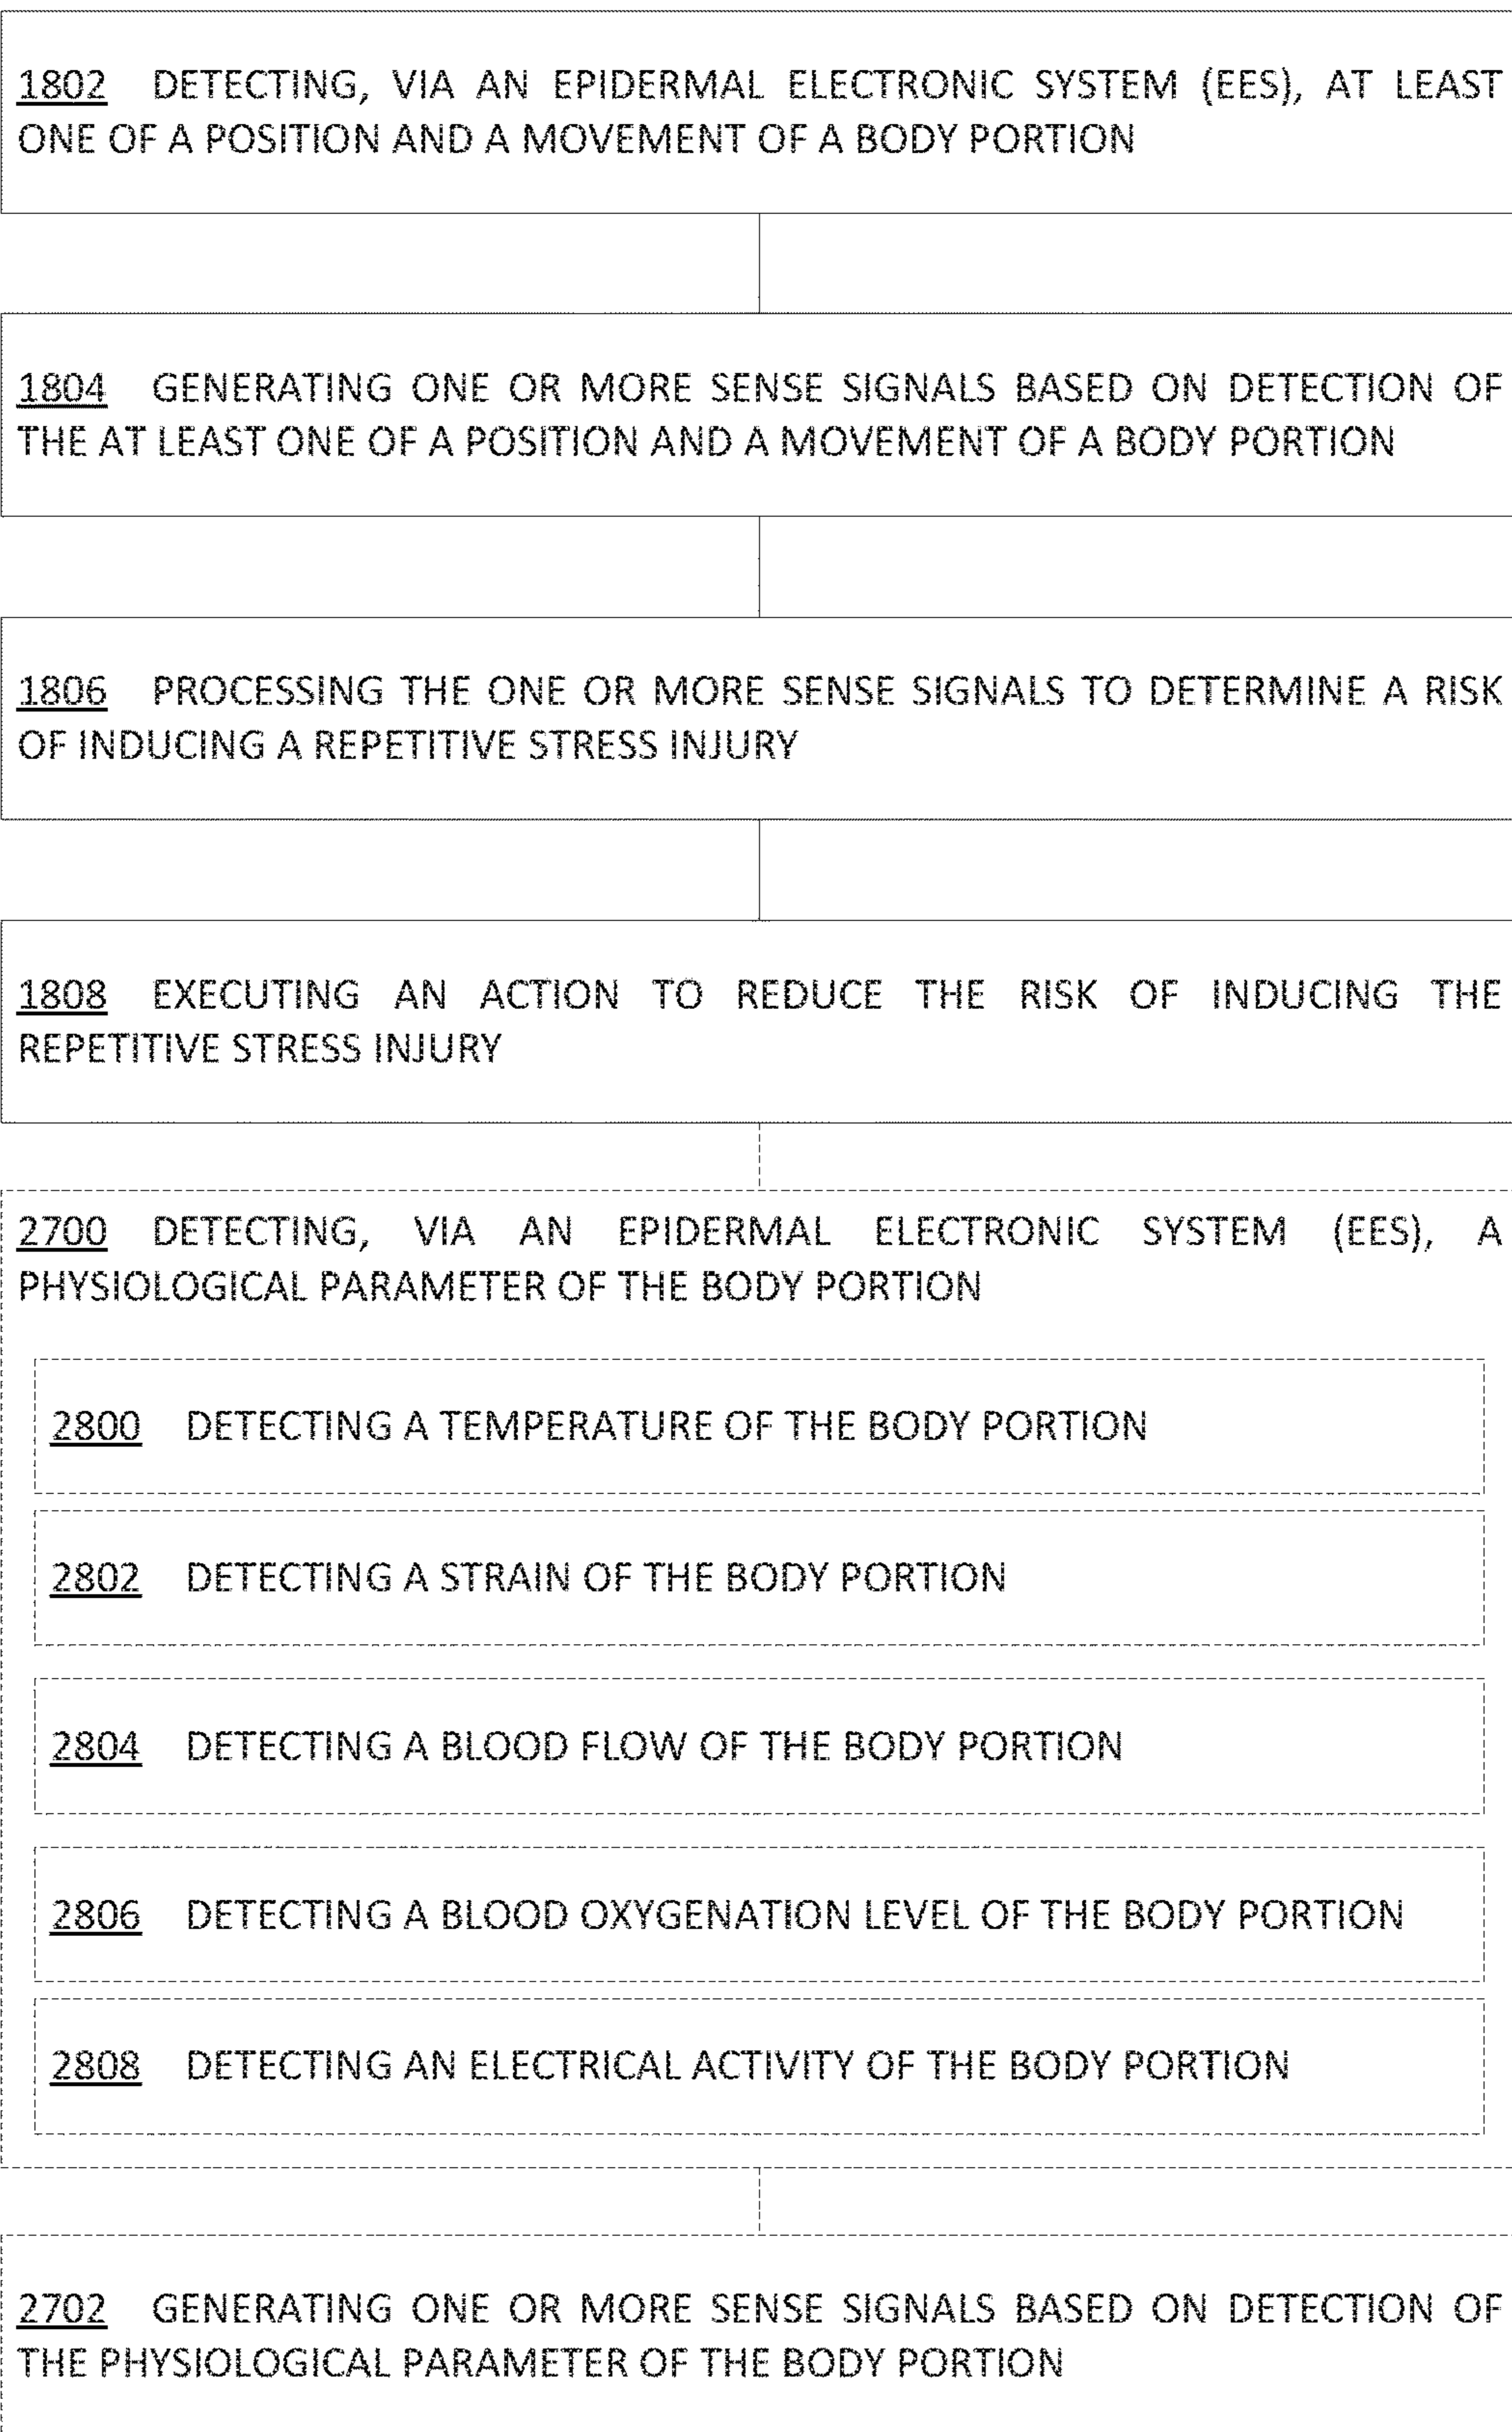 1802 DETECTING, VIA AN EPIDERMAL ELECTRONIC SYSTEM (EES), AT LEAST
ONE OF A POSITION AND A MOVEMENT OF A BODY PORTION
1804 GENERATING ONE OR MORE SENSE SIGNALS BASED ON DETECTION OF
THE AT LEAST ONE OF A POSITION AND A MOVEMENT OF A BODY PORTION
1806 PROCESSING THE ONE OR MORE SENSE SIGNALS TO DETERMINE A RISK
OF INDUCING A REPETITIVE STRESS INJURY
1808 EXECUTING AN ACTION TO REDUCE THE RISK OF INDUCING THE
REPETITIVE STRESS INJURY
2700 DETECTING, VIA AN EPIDERMAL ELECTRONIC SYSTEM (EES), A
PHYSIOLOGICAL PARAMETER OF THE BODY PORTION
2800 DETECTING A TEMPERATURE OF THE BODY PORTION
2802 DETECTING A STRAIN OF THE BODY PORTION
2804 DETECTING A BLOOD FLOW OF THE BODY PORTION
2806 DETECTING A BLOOD OXYGENATION LEVEL OF THE BODY PORTION
2808 DETECTING AN ELECTRICAL ACTIVITY OF THE BODY PORTION
2702 GENERATING ONE OR MORE SENSE SIGNALS BASED ON DETECTION OF
THE PHYSIOLOGICAL PARAMETER OF THE BODY PORTION